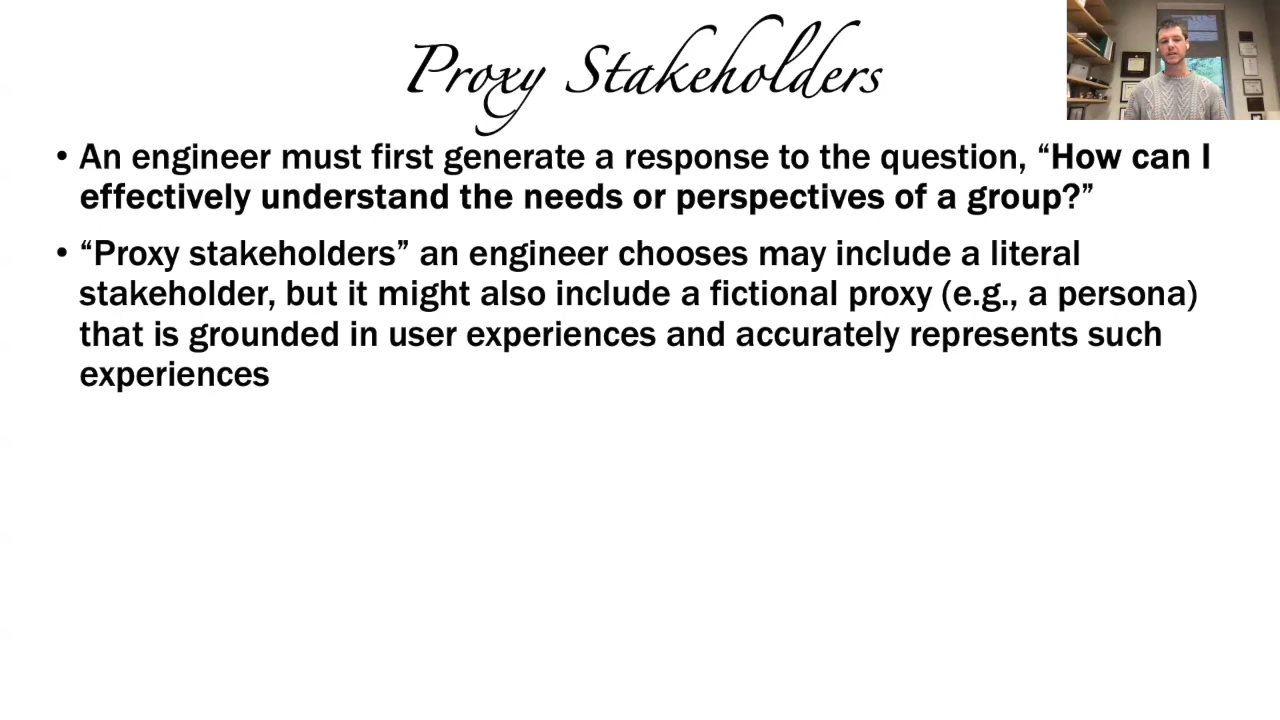 Proxy Stakeholders
• An engineer must first generate a response to the question, “How can I
effectively understand the needs or perspectives of a group?”
• “Proxy stakeholders” an engineer chooses may include a literal
stakeholder, but it might also include a fictional proxy (e.g., a persona)
that is grounded in user experiences and accurately represents such
experiences